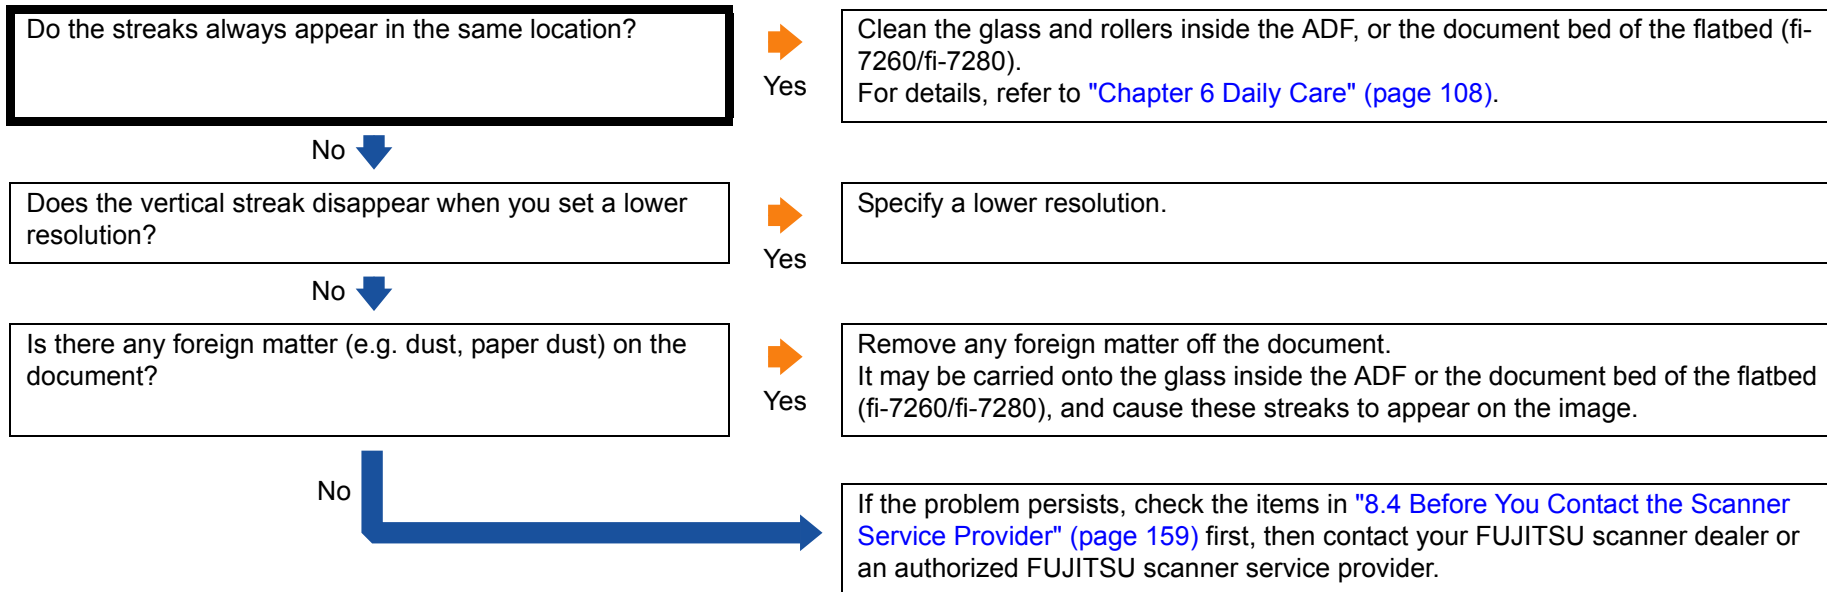 Do the streaks always appear in the same location?
Yes
Clean the glass and rollers inside the ADF, or the document bed of the flatbed (fi-
7260/fi-7280).
For details, refer to "Chapter 6 Daily Care" (page 108).
No
Does the vertical streak disappear when you set a lower
resolution?
Yes
Specify a lower resolution.
No
Is there any foreign matter (e.g. dust, paper dust) on the
document?
Yes
Remove any foreign matter off the document.
It may be carried onto the glass inside the ADF or the document bed of the flatbed
(fi-7260/fi-7280), and cause these streaks to appear on the image.
No
If the problem persists, check the items in "8.4 Before You Contact the Scanner
Service Provider" (page 159) first, then contact your FUJITSU scanner dealer or
an authorized FUJITSU scanner service provider.